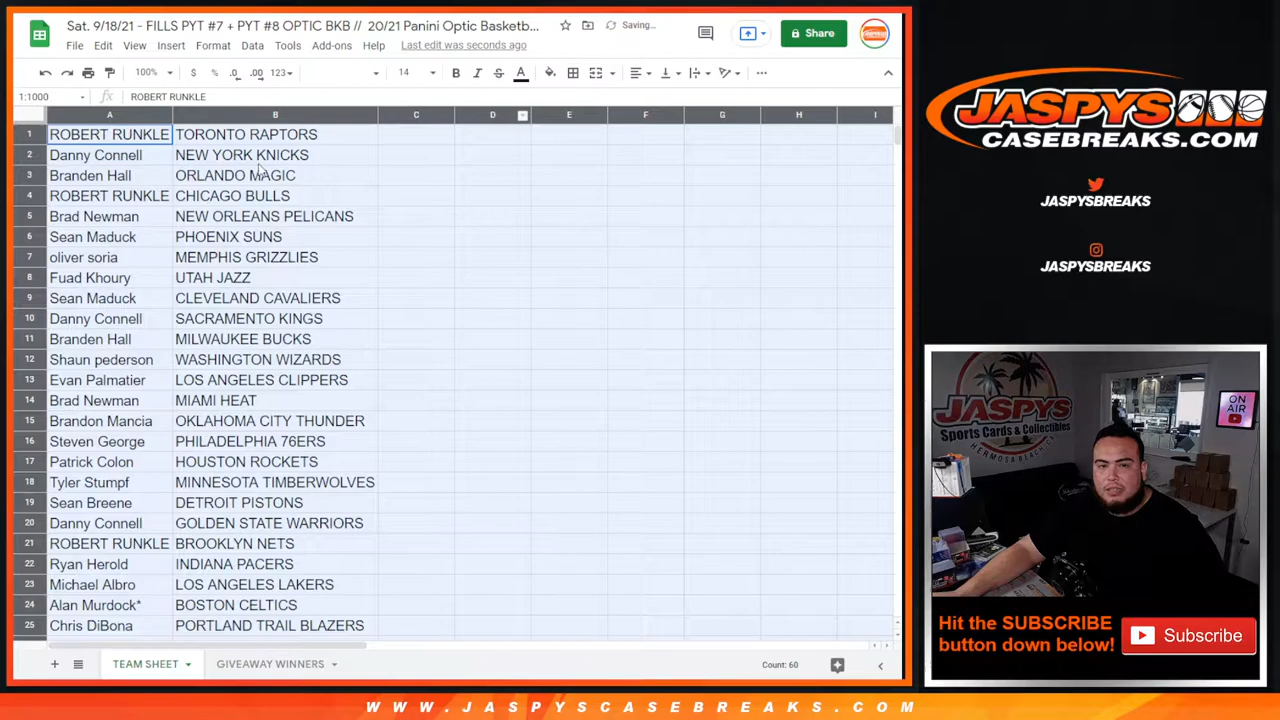 Sat. 9/18/21 - FILLS PYT #7 + PYT #8 OPTIC BKB // 20/21 Panini Optic Basketb...
Saving...
File Edit View Insert Format Data Tools Add-ons Help Last edit was seconds ago
Share
100% $ % .0 .00 123 14 B I S A
1:1000 fx ROBERT RUNKLE
A B C D E F G H I
1 ROBERT RUNKLE TORONTO RAPTORS
2 Danny Connell NEW YORK KNICKS
3 Branden Hall ORLANDO MAGIC
4 ROBERT RUNKLE CHICAGO BULLS
5 Brad Newman NEW ORLEANS PELICANS
6 Sean Maduck PHOENIX SUNS
7 oliver soria MEMPHIS GRIZZLIES
8 Fuad Khoury UTAH JAZZ
9 Sean Maduck CLEVELAND CAVALIERS
10 Danny Connell SACRAMENTO KINGS
11 Branden Hall MILWAUKEE BUCKS
12 Shaun pederson WASHINGTON WIZARDS
13 Evan Palmatier LOS ANGELES CLIPPERS
14 Brad Newman MIAMI HEAT
15 Brandon Mancia OKLAHOMA CITY THUNDER
16 Steven George PHILADELPHIA 76ERS
17 Patrick Colon HOUSTON ROCKETS
18 Tyler Stumpf MINNESOTA TIMBERWOLVES
19 Sean Breene DETROIT PISTONS
20 Danny Connell GOLDEN STATE WARRIORS
21 ROBERT RUNKLE BROOKLYN NETS
22 Ryan Herold INDIANA PACERS
23 Michael Albro LOS ANGELES LAKERS
24 Alan Murdock* BOSTON CELTICS
25 Chris DiBona PORTLAND TRAIL BLAZERS
TEAM SHEET GIVEAWAY WINNERS Count: 60
JASPYS
CASEBREAKS.COM
JASPYSBREAKS
JASPYSBREAKS
JASPYS
Sports Cards & Collectibles
HERMOSA BEACH, CA
ON
AIR
Hit the SUBSCRIBE
button down below!
Subscribe
WWW.JASPYSCASEBREAKS.COM